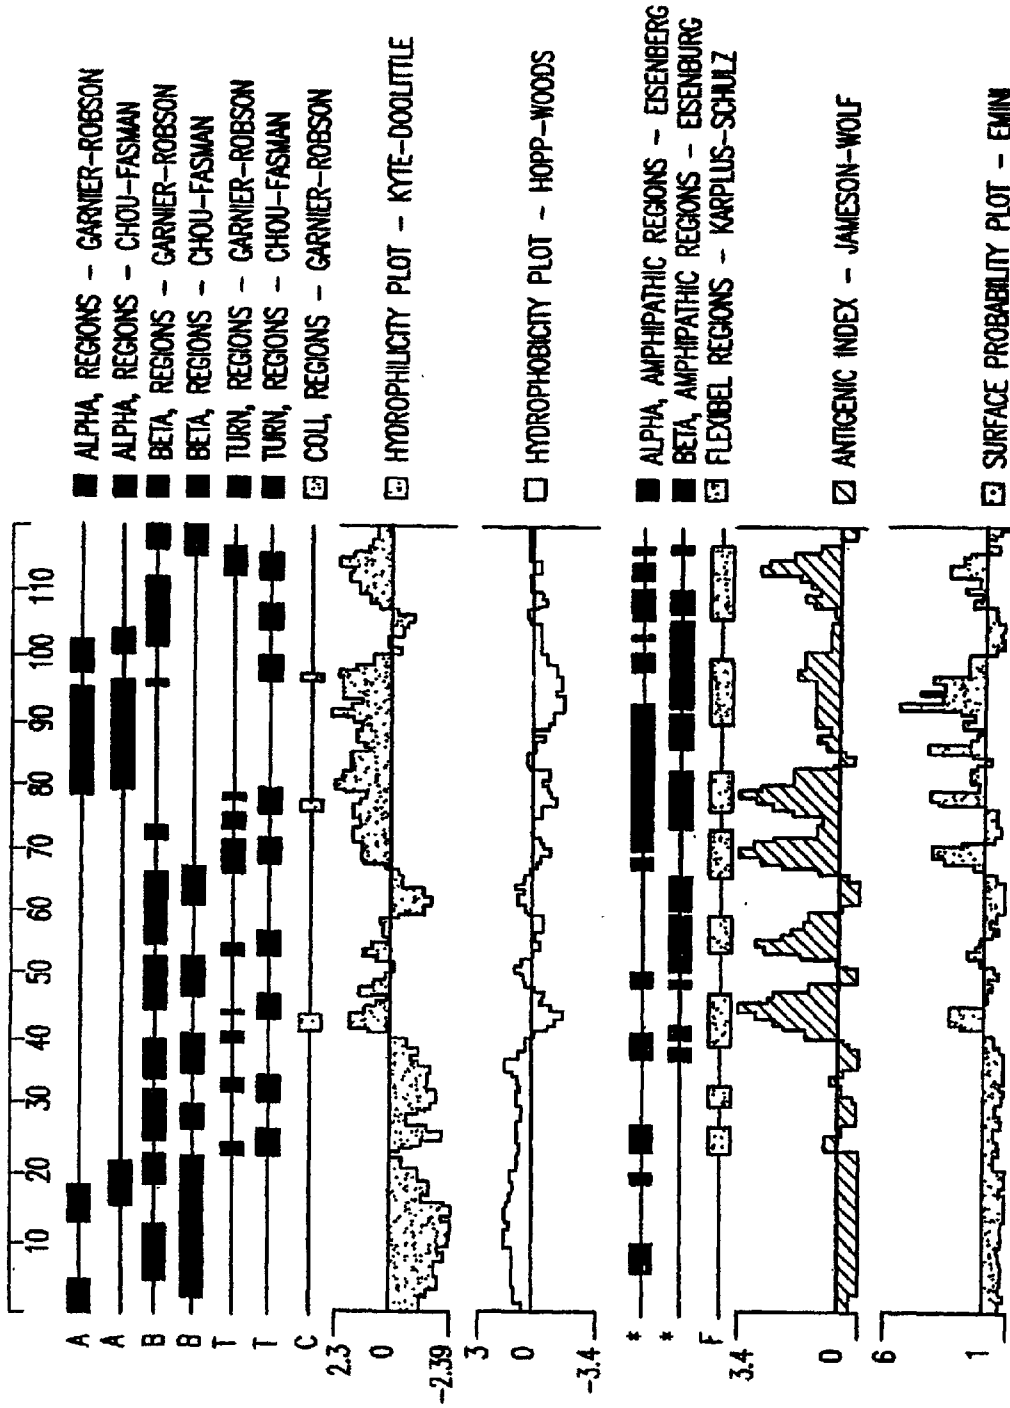 10 20 30 40 50 60 70 80 90 100 110
A ALPHA, REGIONS - GARNIER-ROBSON
A ALPHA, REGIONS - CHOU-FASMAN
B BETA, REGIONS - GARNIER-ROBSON
B BETA, REGIONS - CHOU-FASMAN
T TURN, REGIONS - GARNIER-ROBSON
T TURN, REGIONS - CHOU-FASMAN
C COIL, REGIONS - GARNIER-ROBSON
2.3
0 HYDROPHILICITY PLOT - KYTE-DOOLITTLE
-2.39
3
0 HYDROPHOBICITY PLOT - HOPP-WOODS
-3.4
* ALPHA, AMPHIPATHIC REGIONS - EISENBERG
* BETA, AMPHIPATHIC REGIONS - EISENBURG
F FLEXIBEL REGIONS - KARPLUS-SCHULZ
3.4
0 ANTIGENIC INDEX - JAMESON-WOLF
6
1 SURFACE PROBABILITY PLOT - EMINI